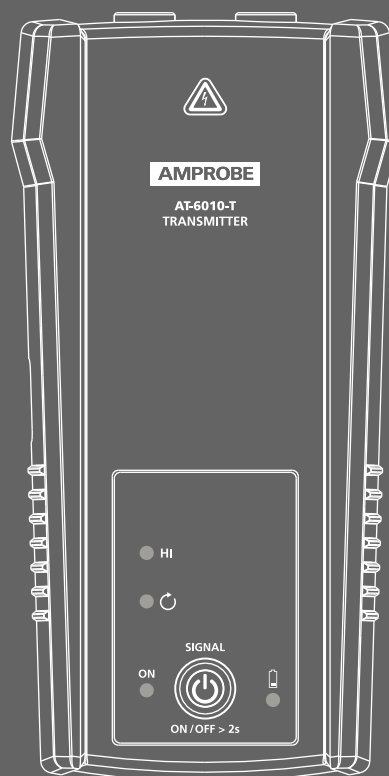 AMPROBE
AT-6010-T
TRANSMITTER
HI
SIGNAL
ON
ON/OFF > 2s